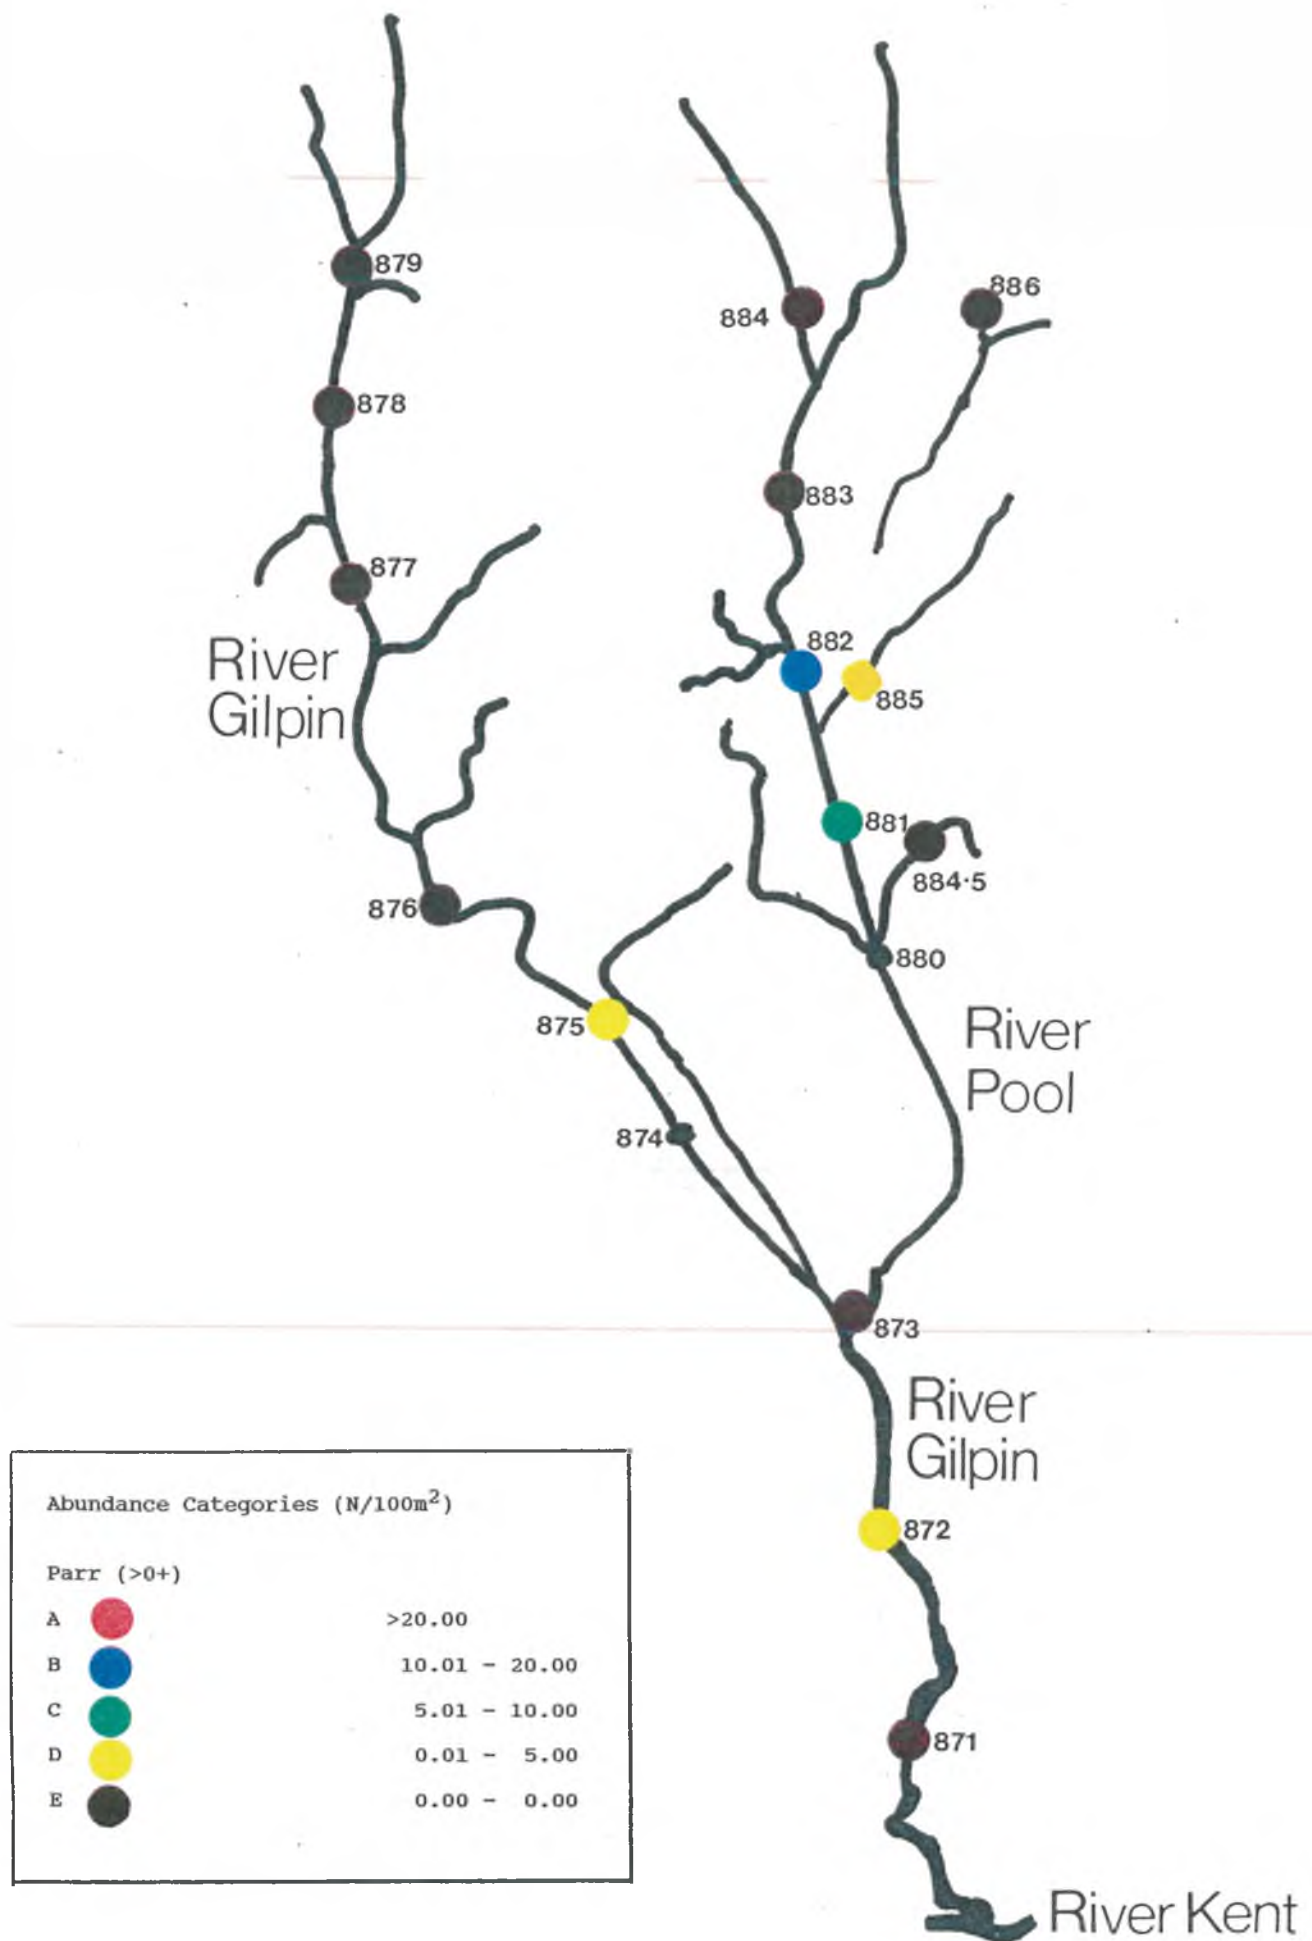 879
886
884
878
883
877
River
Gilpin
882
885
881
884·5
876
880
875
River
Pool
874
873
River
Gilpin
872
871
River Kent
Abundance Categories (N/100m²)
Parr (>0+)
A >20.00
B 10.01 - 20.00
C 5.01 - 10.00
D 0.01 - 5.00
E 0.00 - 0.00